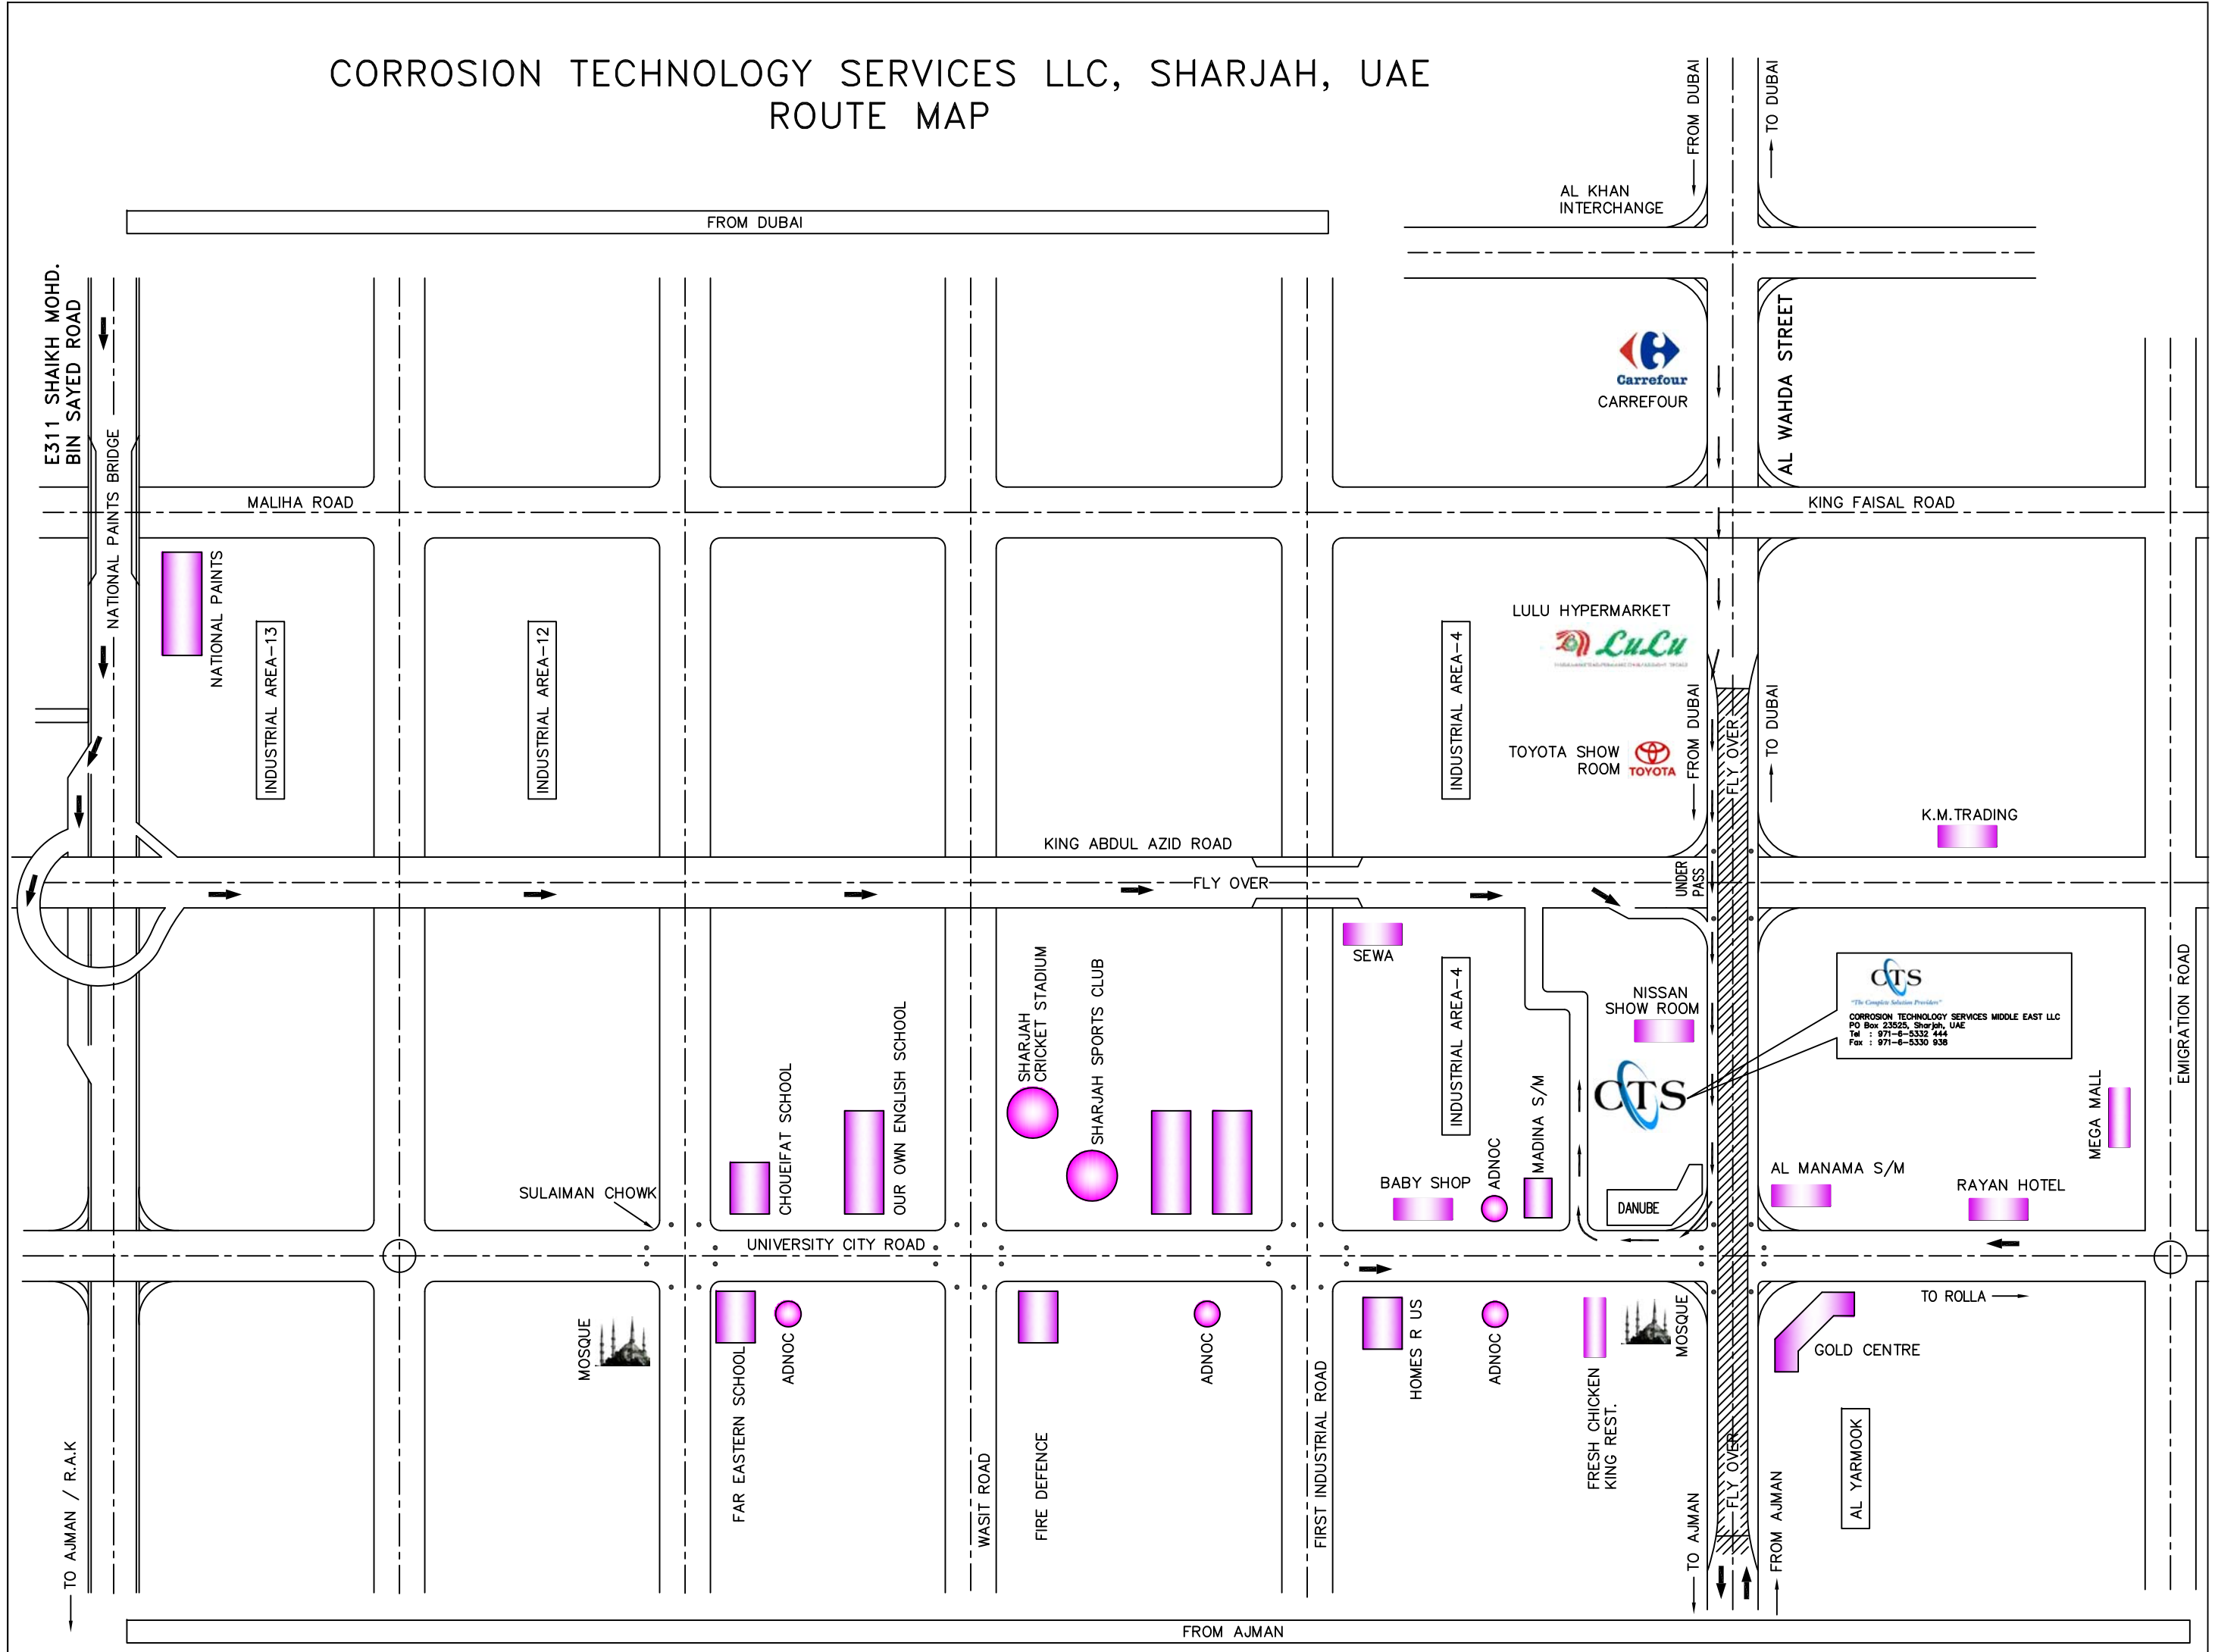 CORROSION TECHNOLOGY SERVICES LLC, SHARJAH, UAE
ROUTE MAP
FROM DUBAI
TO DUBAI
AL KHAN
INTERCHANGE
FROM DUBAI
E311 SHAIKH MOHD.
BIN SAYED ROAD
NATIONAL PAINTS BRIDGE
Carrefour
CARREFOUR
AL WAHDA STREET
MALIHA ROAD
KING FAISAL ROAD
NATIONAL PAINTS
INDUSTRIAL AREA-13
INDUSTRIAL AREA-12
INDUSTRIAL AREA-4
LULU HYPERMARKET
LuLu
TOYOTA SHOW
ROOM
TOYOTA
FROM DUBAI
FLY OVER
TO DUBAI
K.M.TRADING
KING ABDUL AZID ROAD
FLY OVER
UNDER
PASS
SEWA
INDUSTRIAL AREA-4
NISSAN
SHOW ROOM
CTS
CTS
"The Complete Solution Providers"
CORROSION TECHNOLOGY SERVICES MIDDLE EAST LLC
PO Box 23525, Sharjah, UAE
Tel : 971-6-5332 444
Fax : 971-6-5330 938
EMIGRATION ROAD
MEGA MALL
SHARJAH
CRICKET STADIUM
SHARJAH SPORTS CLUB
OUR OWN ENGLISH SCHOOL
CHOUEIFAT SCHOOL
SULAIMAN CHOWK
BABY SHOP
ADNOC
MADINA S/M
DANUBE
AL MANAMA S/M
RAYAN HOTEL
UNIVERSITY CITY ROAD
TO ROLLA
MOSQUE
FAR EASTERN SCHOOL
ADNOC
WASIT ROAD
FIRE DEFENCE
ADNOC
FIRST INDUSTRIAL ROAD
HOMES R US
ADNOC
FRESH CHICKEN
KING REST.
MOSQUE
GOLD CENTRE
AL YARMOOK
TO AJMAN / R.A.K
TO AJMAN
FLY OVER
FROM AJMAN
FROM AJMAN